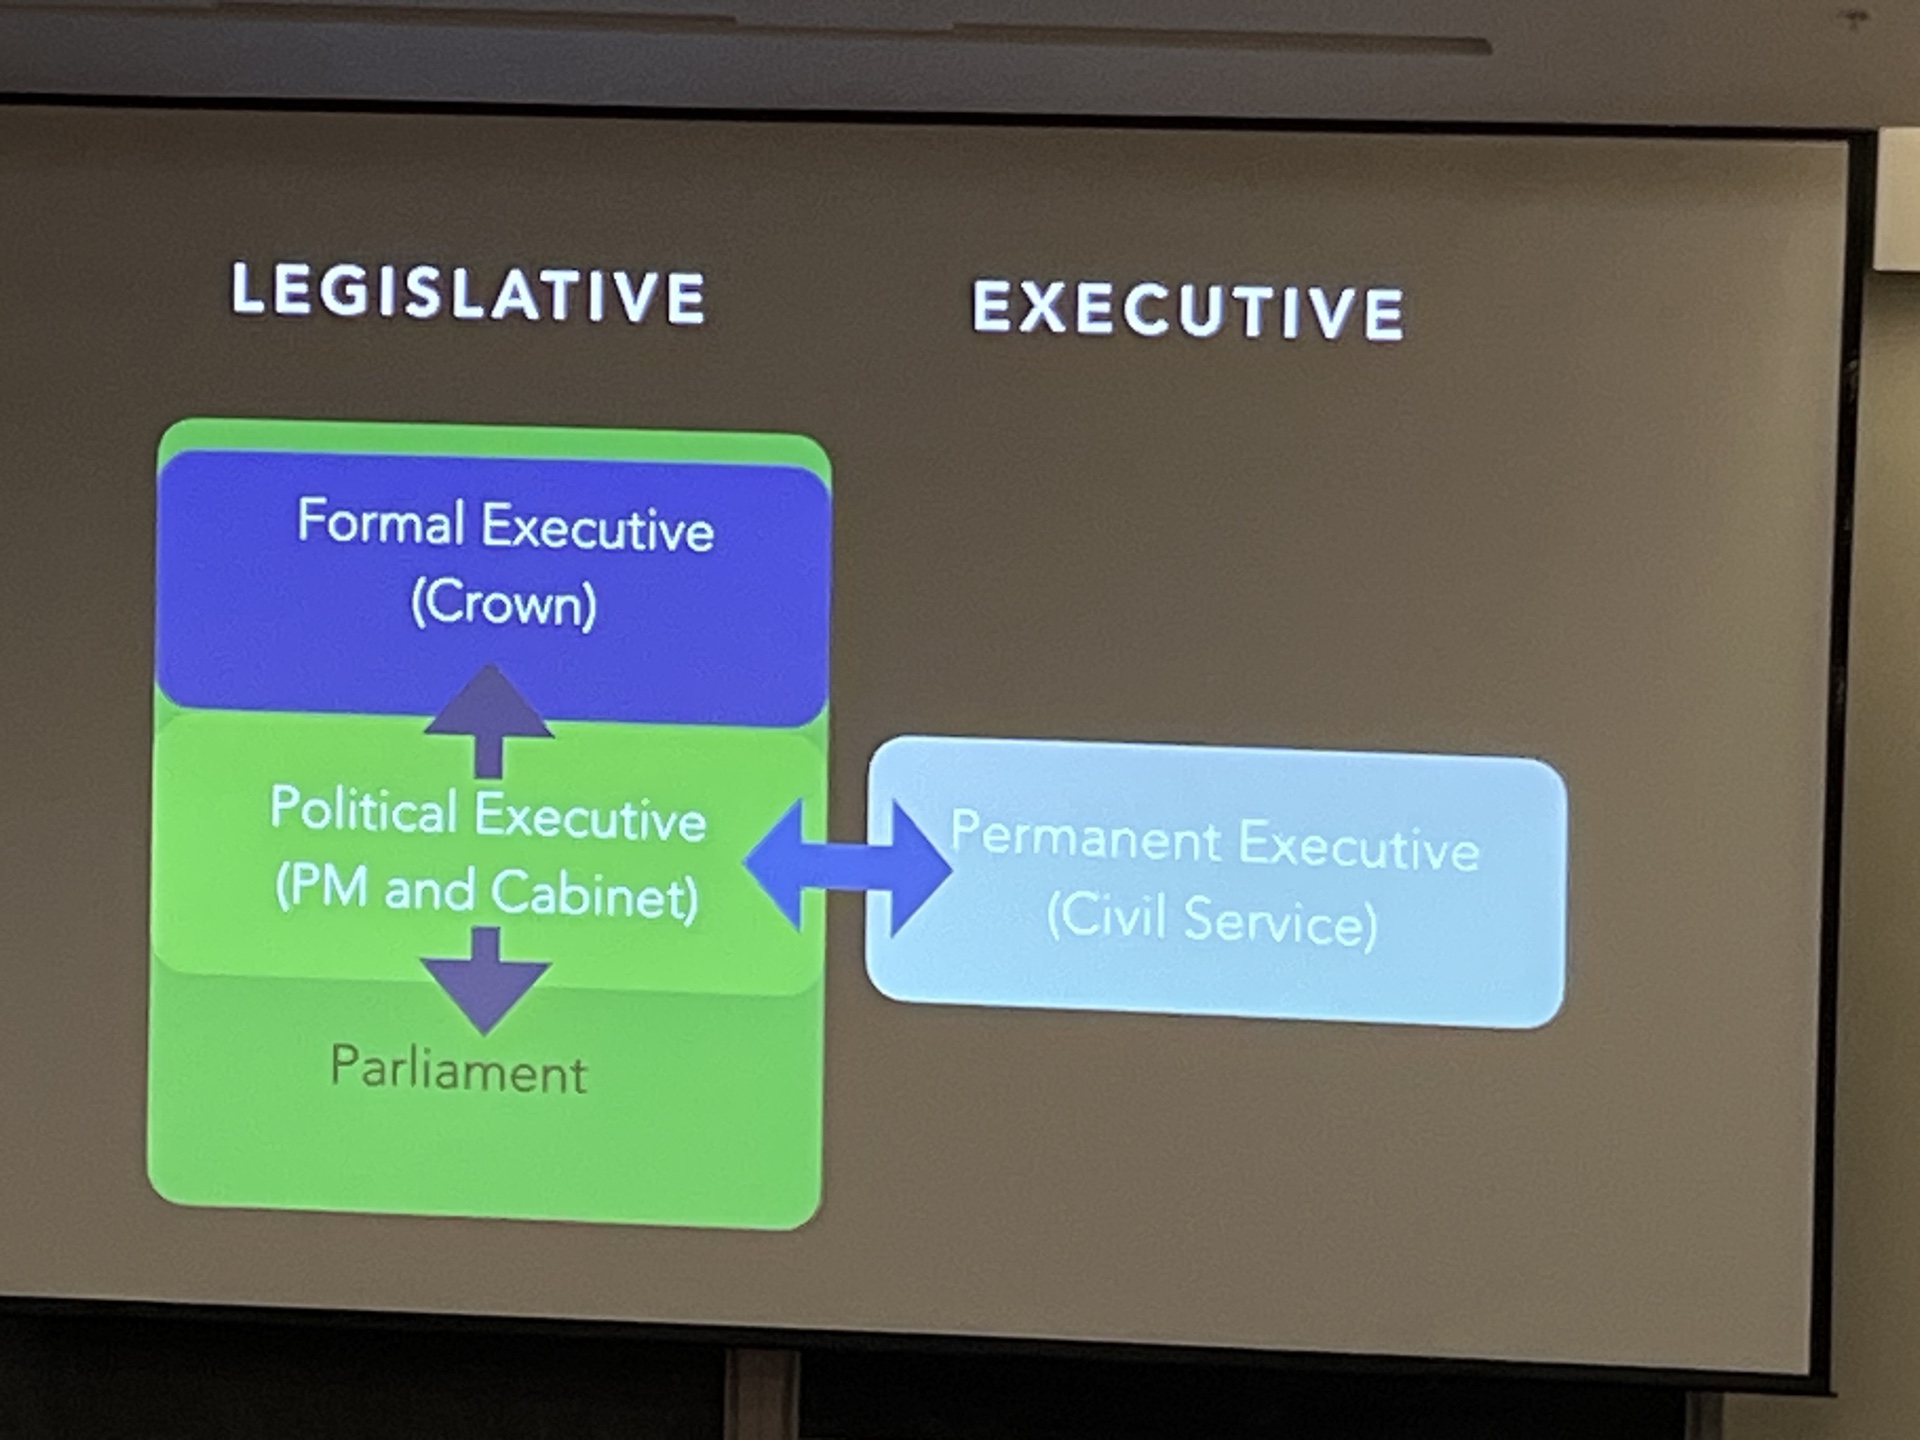 LEGISLATIVE
EXECUTIVE
Formal Executive
(Crown)
Political Executive
(PM and Cabinet)
Permanent Executive
(Civil Service)
Parliament